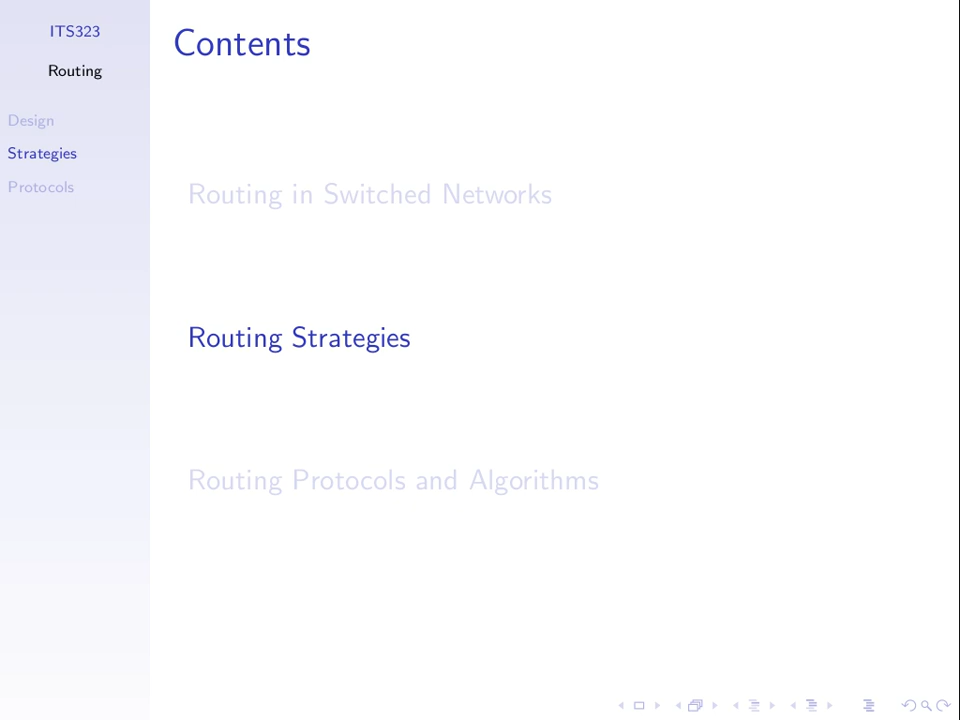 ITS323
Routing
Design
Strategies
Protocols
Contents
Routing in Switched Networks
Routing Strategies
Routing Protocols and Algorithms